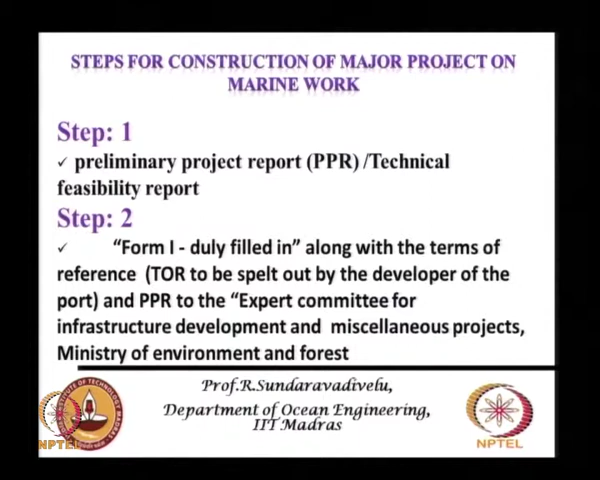 STEPS FOR CONSTRUCTION OF MAJOR PROJECT ON
MARINE WORK
Step: 1
✓ preliminary project report (PPR) /Technical
feasibility report
Step: 2
✓ “Form I - duly filled in” along with the terms of
reference (TOR to be spelt out by the developer of the
port) and PPR to the “Expert committee for
infrastructure development and miscellaneous projects,
Ministry of environment and forest
Prof.R.Sundaravadivelu,
Department of Ocean Engineering,
IIT Madras
NPTEL
NPTEL